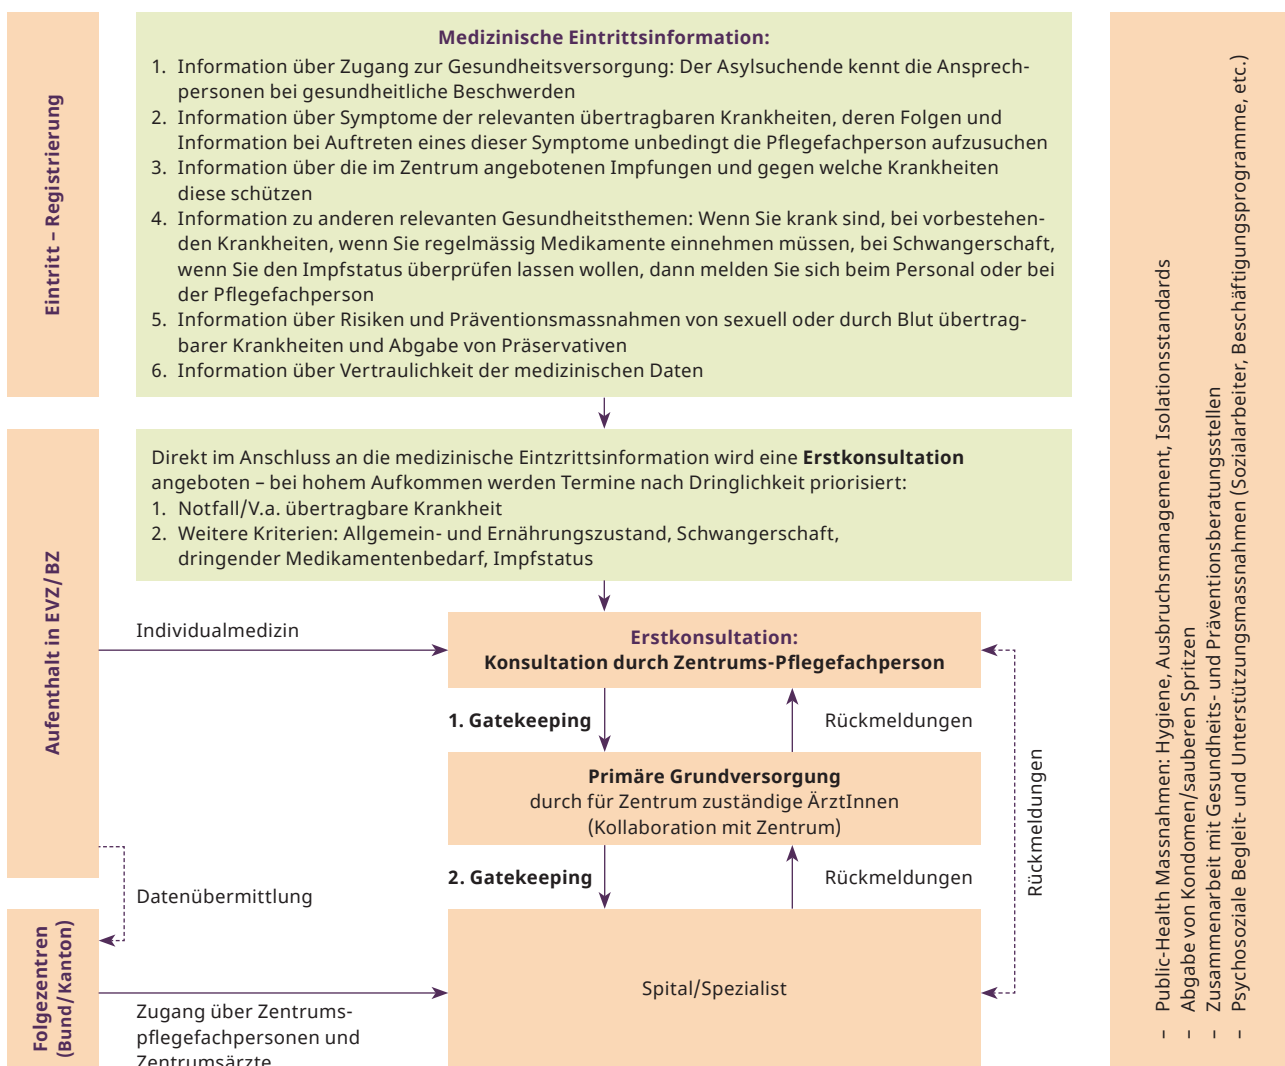 Eintritt – Registrierung
Medizinische Eintrittsinformation:
1. Information über Zugang zur Gesundheitsversorgung: Der Asylsuchende kennt die Ansprech-
personen bei gesundheitliche Beschwerden
2. Information über Symptome der relevanten übertragbaren Krankheiten, deren Folgen und
Information bei Auftreten eines dieser Symptome unbedingt die Pflegefachperson aufzusuchen
3. Information über die im Zentrum angebotenen Impfungen und gegen welche Krankheiten
diese schützen
4. Information zu anderen relevanten Gesundheitsthemen: Wenn Sie krank sind, bei vorbestehen-
den Krankheiten, wenn Sie regelmässig Medikamente einnehmen müssen, bei Schwangerschaft,
wenn Sie den Impfstatus überprüfen lassen wollen, dann melden Sie sich beim Personal oder bei
der Pflegefachperson
5. Information über Risiken und Präventionsmassnahmen von sexuell oder durch Blut übertrag-
barer Krankheiten und Abgabe von Präservativen
6. Information über Vertraulichkeit der medizinischen Daten
Aufenthalt in EVZ/BZ
Direkt im Anschluss an die medizinische Eintzrittsinformation wird eine Erstkonsultation
angeboten – bei hohem Aufkommen werden Termine nach Dringlichkeit priorisiert:
1. Notfall/V.a. übertragbare Krankheit
2. Weitere Kriterien: Allgemein- und Ernährungszustand, Schwangerschaft,
dringender Medikamentenbedarf, Impfstatus
Individualmedizin
Erstkonsultation:
Konsultation durch Zentrums-Pflegefachperson
1. Gatekeeping
Rückmeldungen
Primäre Grundversorgung
durch für Zentrum zuständige ÄrztInnen
(Kollaboration mit Zentrum)
2. Gatekeeping
Rückmeldungen
Rückmeldungen
Datenübermittlung
Folgezentren
(Bund/Kanton)
Spital/Spezialist
Zugang über Zentrums-
pflegefachpersonen und
Zentrumsärzte
– Public-Health Massnahmen: Hygiene, Ausbruchsmanagement, Isolationsstandards
– Abgabe von Kondomen/sauberen Spritzen
– Zusammenarbeit mit Gesundheits- und Präventionsberatungsstellen
– Psychosoziale Begleit- und Unterstützungsmassnahmen (Sozialarbeiter, Beschäftigungsprogramme, etc.)